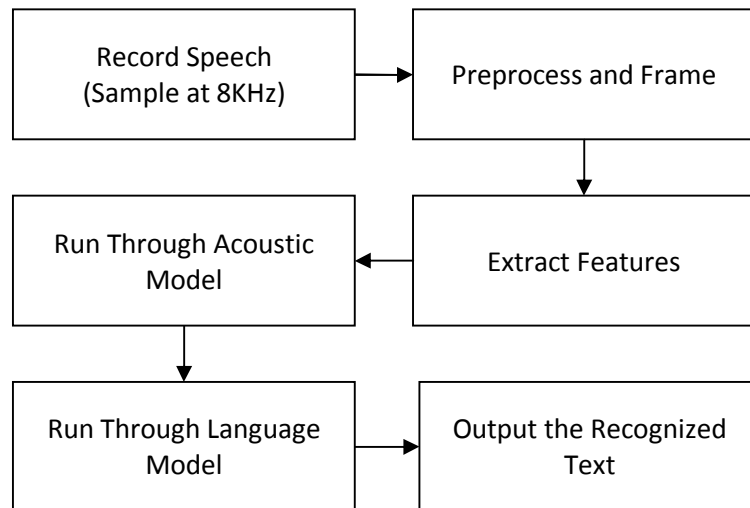 Record Speech
(Sample at 8KHz)
Preprocess and Frame
Extract Features
Run Through Acoustic
Model
Run Through Language
Model
Output the Recognized
Text